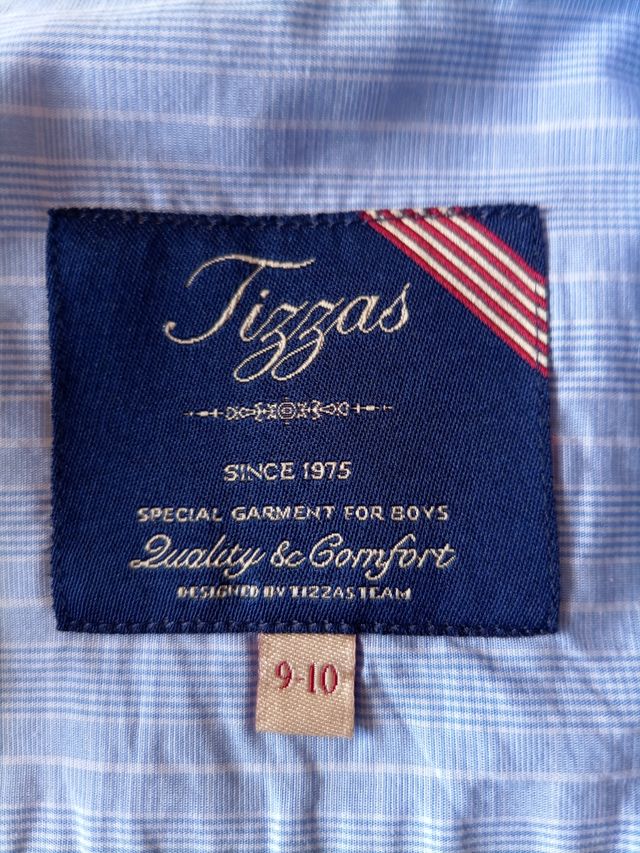 Tizzas
SINCE 1975
SPECIAL GARMENT FOR BOYS
Quality & Comfort
DESIGNED BY TIZZAS TEAM
9-10